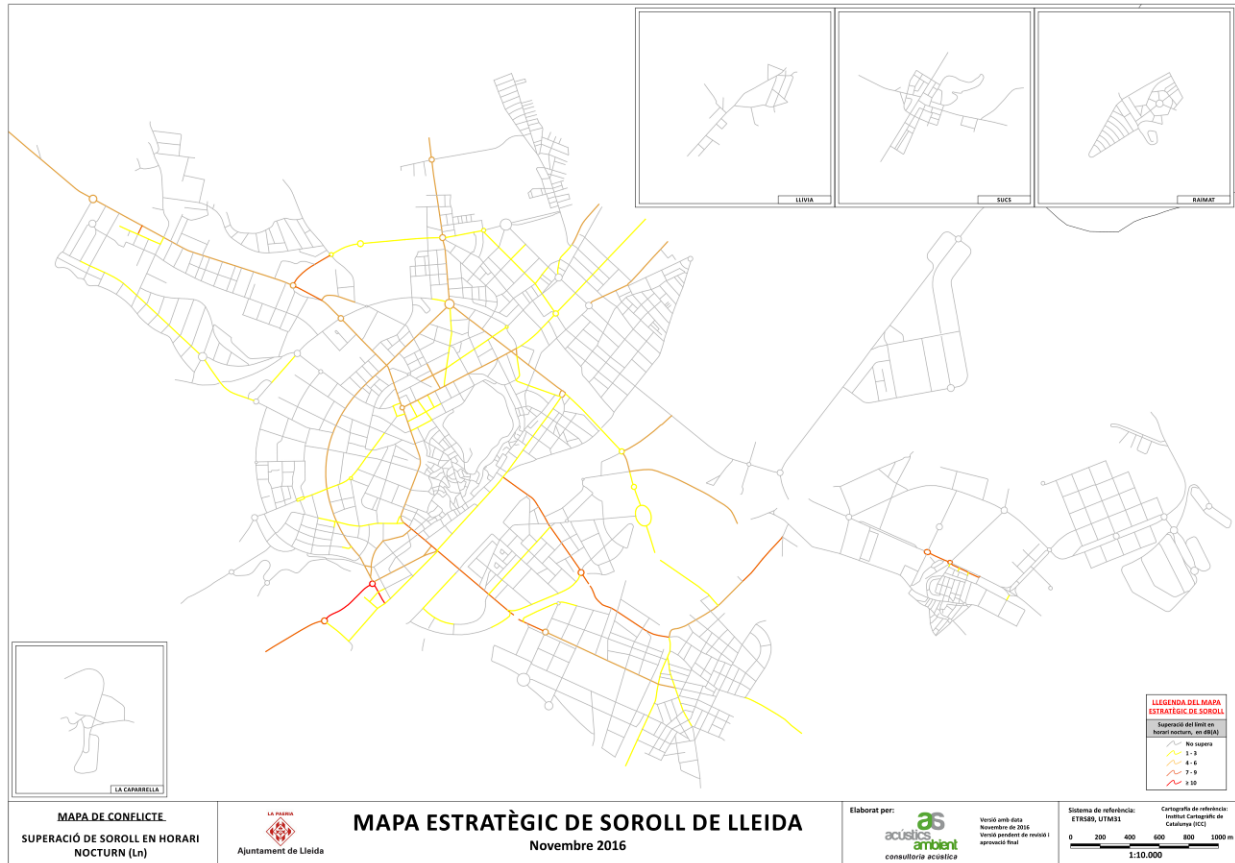 LLÍVIA
SUCS
RAIMAT
LA CAPARRELLA
LLEGENDA DEL MAPA
ESTRATÈGIC DE SOROLL
Superació del límit en
horari nocturn, en dB(A)
No supera
1 - 3
4 - 6
7 - 9
≥ 10
MAPA DE CONFLICTE
SUPERACIÓ DE SOROLL EN HORARI
NOCTURN (Ln)
LA PAERIA
Ajuntament de Lleida
MAPA ESTRATÈGIC DE SOROLL DE LLEIDA
Novembre 2016
Elaborat per:
as
acústics
ambient
consultoria acústica
Versió amb data
Novembre de 2016
Versió pendent de revisió i
aprovació final
Sistema de referència:
ETRS89, UTM31
Cartografia de referència:
Institut Cartogràfic de
Catalunya (ICC)
0 200 400 600 800 1000 m
1:10.000